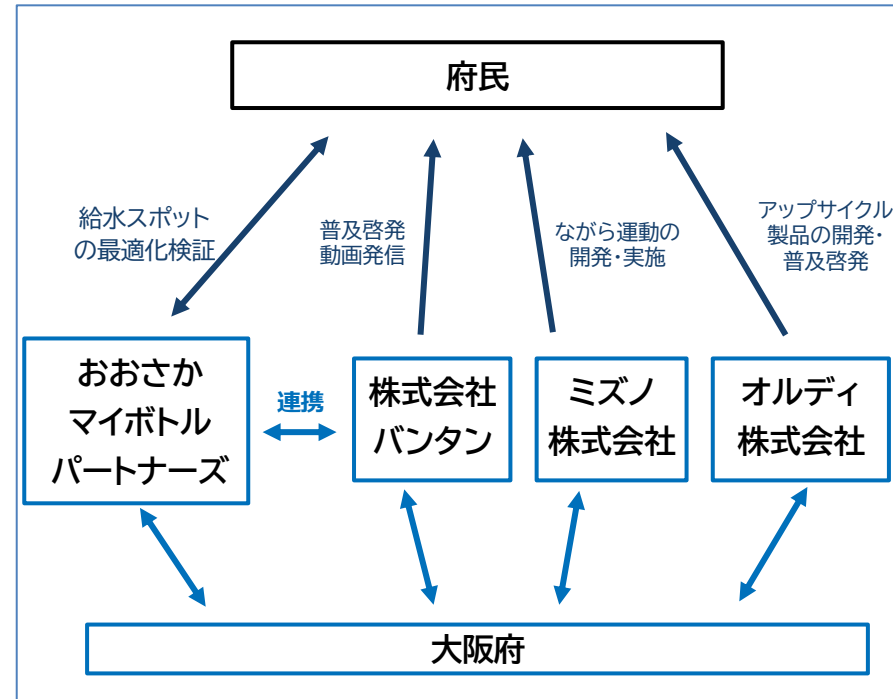 府民
給水スポット
の最適化検証
普及啓発
動画発信
ながら運動の
開発・実施
アップサイクル
製品の開発・
普及啓発
おおさか
マイボトル
パートナーズ
連携
株式会社
バンタン
ミズノ
株式会社
オルディ
株式会社
大阪府